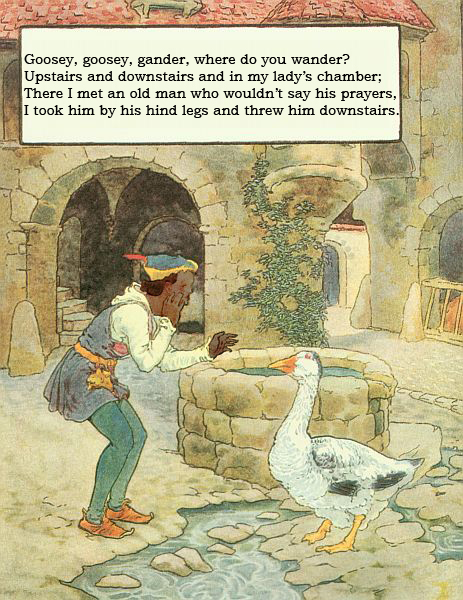 Goosey, goosey, gander, where do you wander?
Upstairs and downstairs and in my lady's chamber;
There I met an old man who wouldn't say his prayers,
I took him by his hind legs and threw him downstairs.